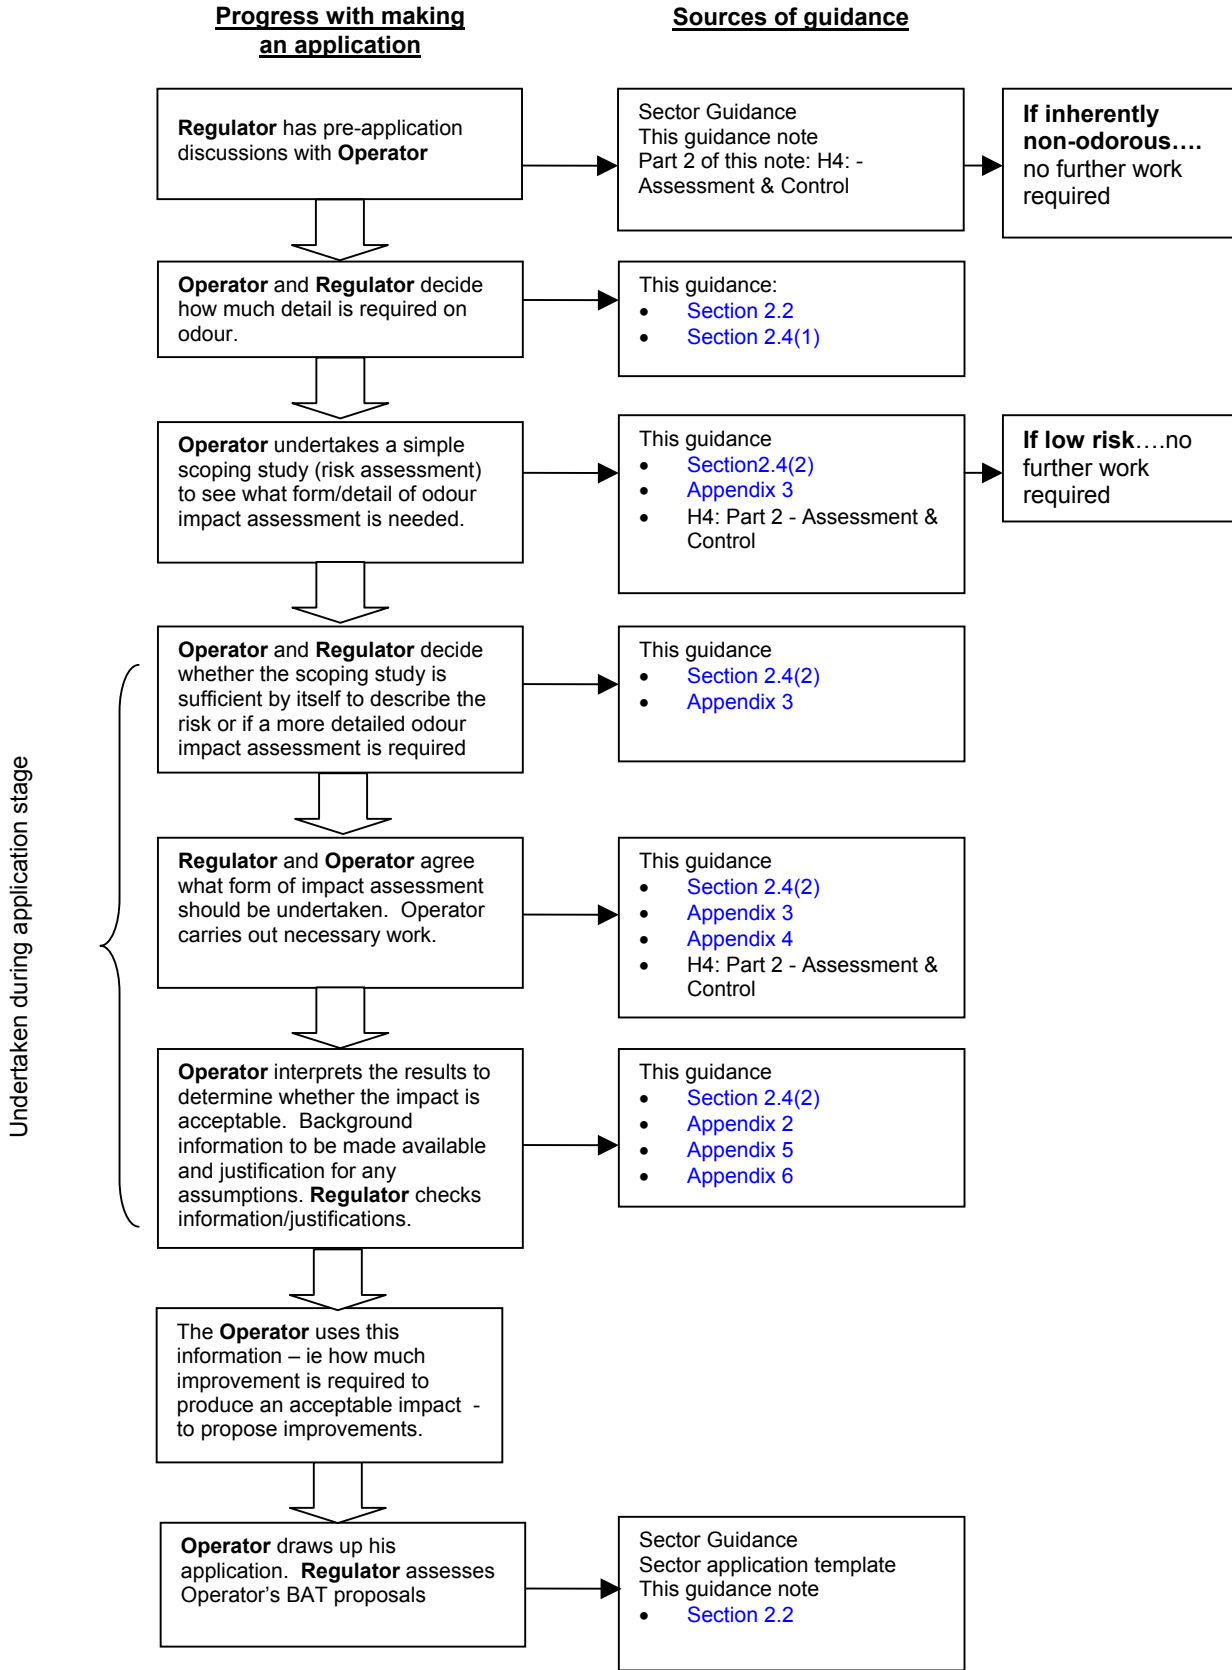 Progress with making
an application
Sources of guidance
Regulator has pre-application
discussions with Operator
Sector Guidance
This guidance note
Part 2 of this note: H4: -
Assessment & Control
If inherently
non-odorous….
no further work
required
Operator and Regulator decide
how much detail is required on
odour.
This guidance:
• Section 2.2
• Section 2.4(1)
Operator undertakes a simple
scoping study (risk assessment)
to see what form/detail of odour
impact assessment is needed.
This guidance
• Section2.4(2)
• Appendix 3
• H4: Part 2 - Assessment &
Control
If low risk….no
further work
required
Undertaken during application stage
Operator and Regulator decide
whether the scoping study is
sufficient by itself to describe the
risk or if a more detailed odour
impact assessment is required
This guidance
• Section 2.4(2)
• Appendix 3
Regulator and Operator agree
what form of impact assessment
should be undertaken. Operator
carries out necessary work.
This guidance
• Section 2.4(2)
• Appendix 3
• Appendix 4
• H4: Part 2 - Assessment &
Control
Operator interprets the results to
determine whether the impact is
acceptable. Background
information to be made available
and justification for any
assumptions. Regulator checks
information/justifications.
This guidance
• Section 2.4(2)
• Appendix 2
• Appendix 5
• Appendix 6
The Operator uses this
information – ie how much
improvement is required to
produce an acceptable impact -
to propose improvements.
Operator draws up his
application. Regulator assesses
Operator's BAT proposals
Sector Guidance
Sector application template
This guidance note
• Section 2.2